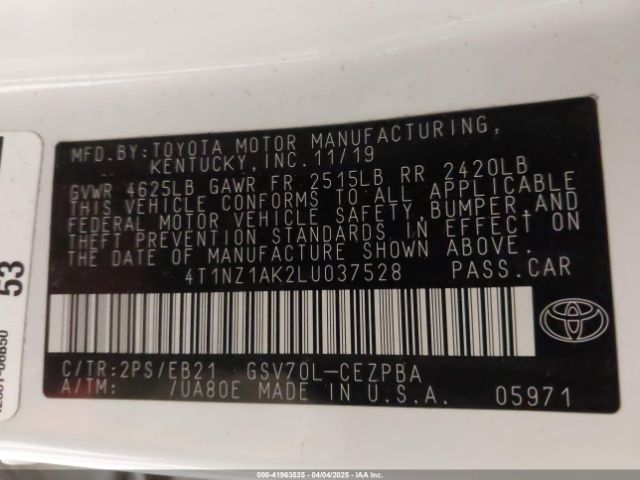 MFD.BY:TOYOTA MOTOR MANUFACTURING,
KENTUCKY, INC. 11/19
GVWR 4625LB GAWR FR 2515LB RR 2420LB
THIS VEHICLE CONFORMS TO ALL APPLICABLE
FEDERAL MOTOR VEHICLE SAFETY, BUMPER, AND
THEFT PREVENTION STANDARDS IN EFFECT ON
THE DATE OF MANUFACTURE SHOWN ABOVE.
4T1NZ1AK2LU037528 PASS.CAR
C/TR:2PS/EB21 GSV70L-CEZPBA
A/TM: /UA80E MADE IN U.S.A. 05971
TOYOTA
53
000-41963535 - 04/04/2025 - IAA Inc.